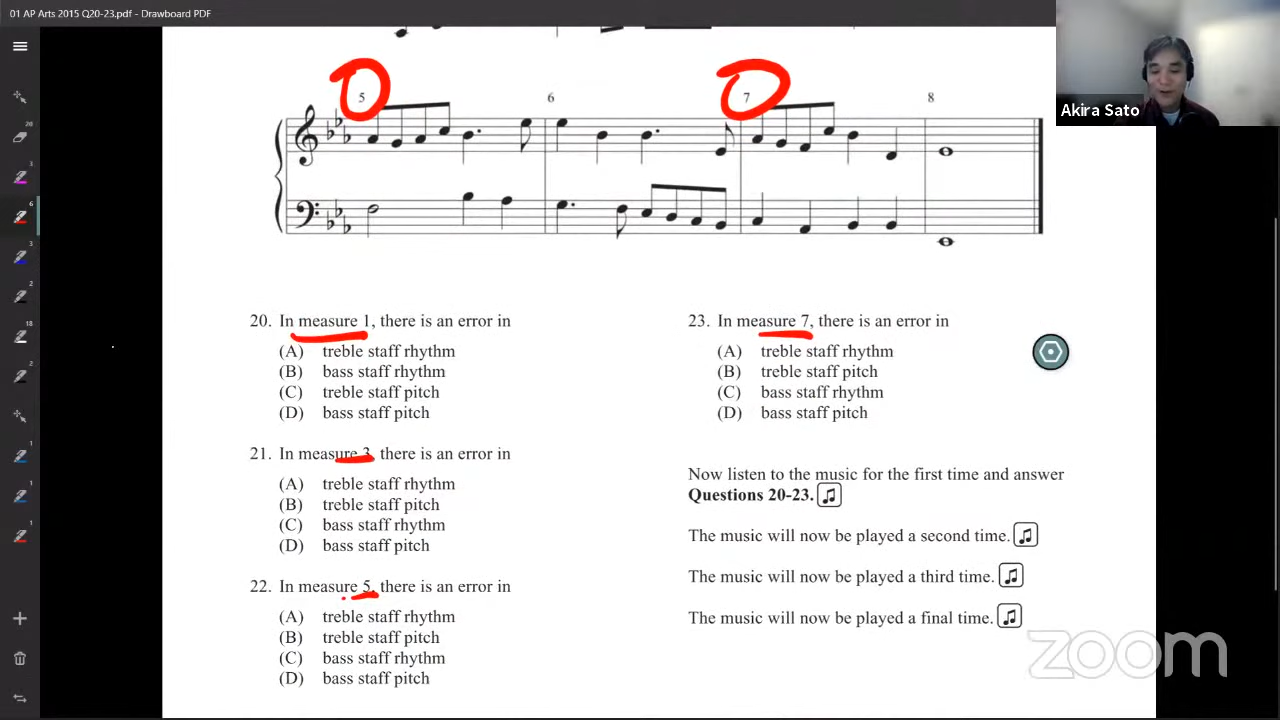 01 AP Arts 2015 Q20-23.pdf - Drawboard PDF
Akira Sato
5
6
7
8
20. In measure 1, there is an error in
(A) treble staff rhythm
(B) bass staff rhythm
(C) treble staff pitch
(D) bass staff pitch
21. In measure 3, there is an error in
(A) treble staff rhythm
(B) treble staff pitch
(C) bass staff rhythm
(D) bass staff pitch
22. In measure 5, there is an error in
(A) treble staff rhythm
(B) treble staff pitch
(C) bass staff rhythm
(D) bass staff pitch
23. In measure 7, there is an error in
(A) treble staff rhythm
(B) treble staff pitch
(C) bass staff rhythm
(D) bass staff pitch
Now listen to the music for the first time and answer
Questions 20-23.
The music will now be played a second time.
The music will now be played a third time.
The music will now be played a final time.
zoom